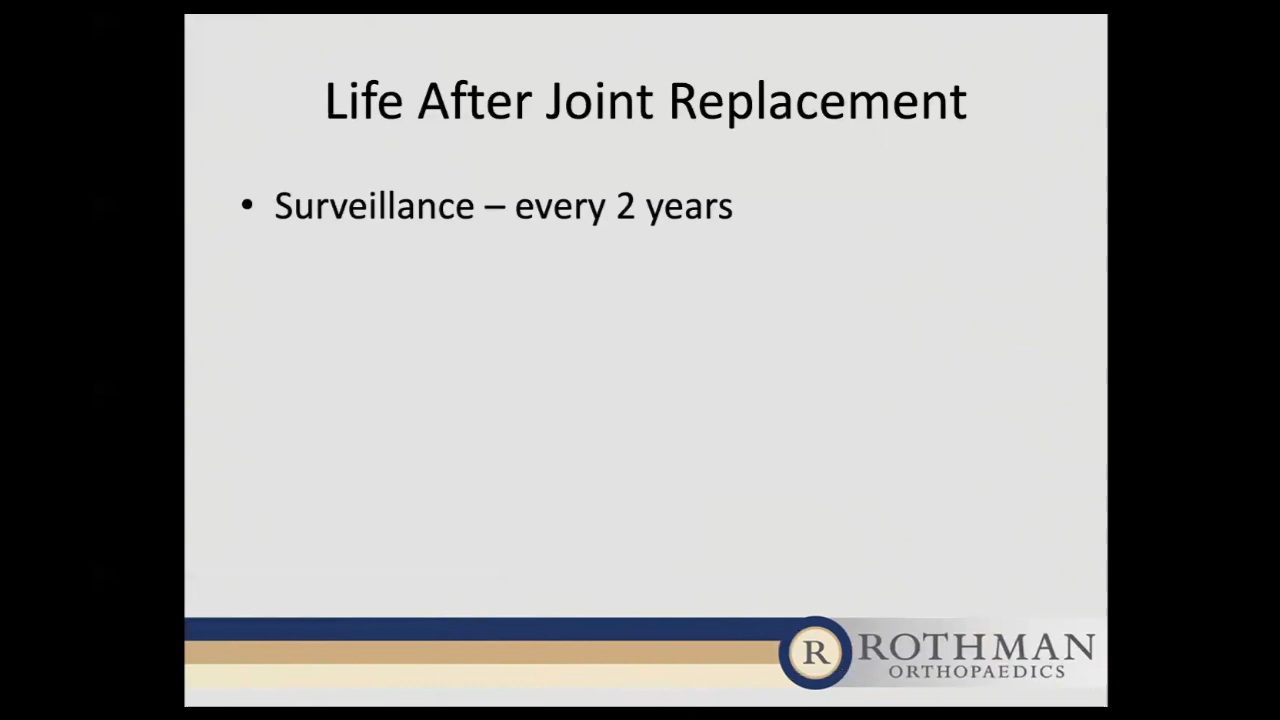 Life After Joint Replacement
• Surveillance – every 2 years
R ROTHMAN
ORTHOPAEDICS